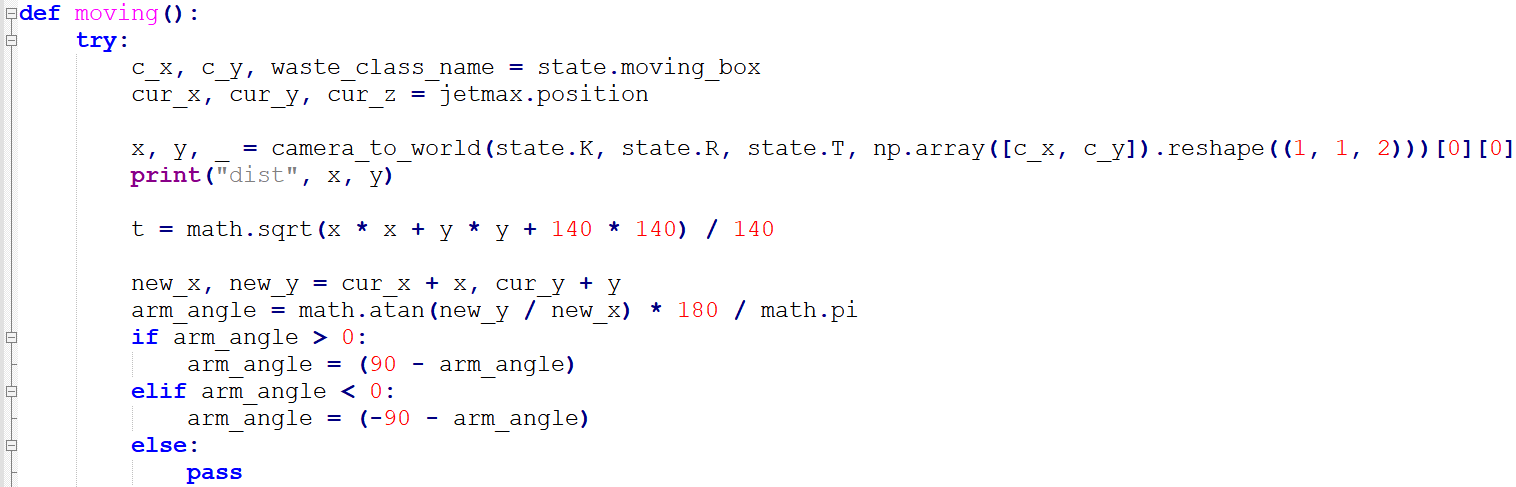 def moving():
    try:
        c_x, c_y, waste_class_name = state.moving_box
        cur_x, cur_y, cur_z = jetmax.position

        x, y, _ = camera_to_world(state.K, state.R, state.T, np.array([c_x, c_y]).reshape((1, 1, 2)))[0][0]
        print("dist", x, y)

        t = math.sqrt(x * x + y * y + 140 * 140) / 140

        new_x, new_y = cur_x + x, cur_y + y
        arm_angle = math.atan(new_y / new_x) * 180 / math.pi
        if arm_angle > 0:
            arm_angle = (90 - arm_angle)
        elif arm_angle < 0:
            arm_angle = (-90 - arm_angle)
        else:
            pass